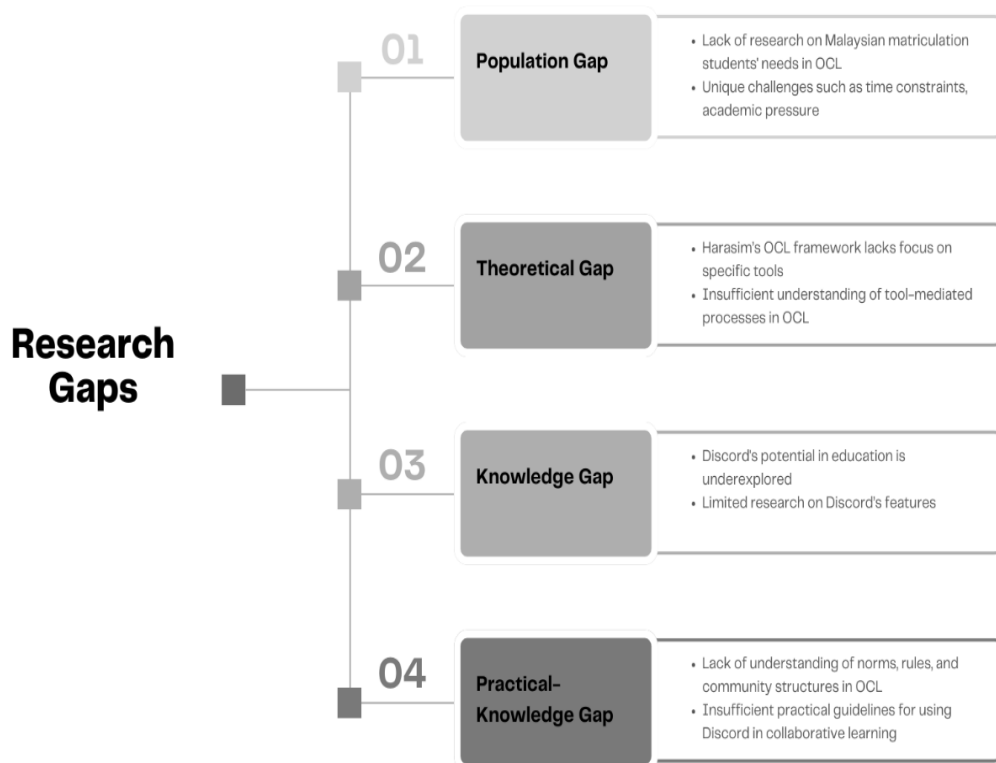 Research
Gaps
01
Population Gap
• Lack of research on Malaysian matriculation
students' needs in OCL
• Unique challenges such as time constraints,
academic pressure
02
Theoretical Gap
• Harasim's OCL framework lacks focus on
specific tools
• Insufficient understanding of tool-mediated
processes in OCL
03
Knowledge Gap
• Discord's potential in education is
underexplored
• Limited research on Discord's features
04
Practical-
Knowledge Gap
• Lack of understanding of norms, rules, and
community structures in OCL
• Insufficient practical guidelines for using
Discord in collaborative learning